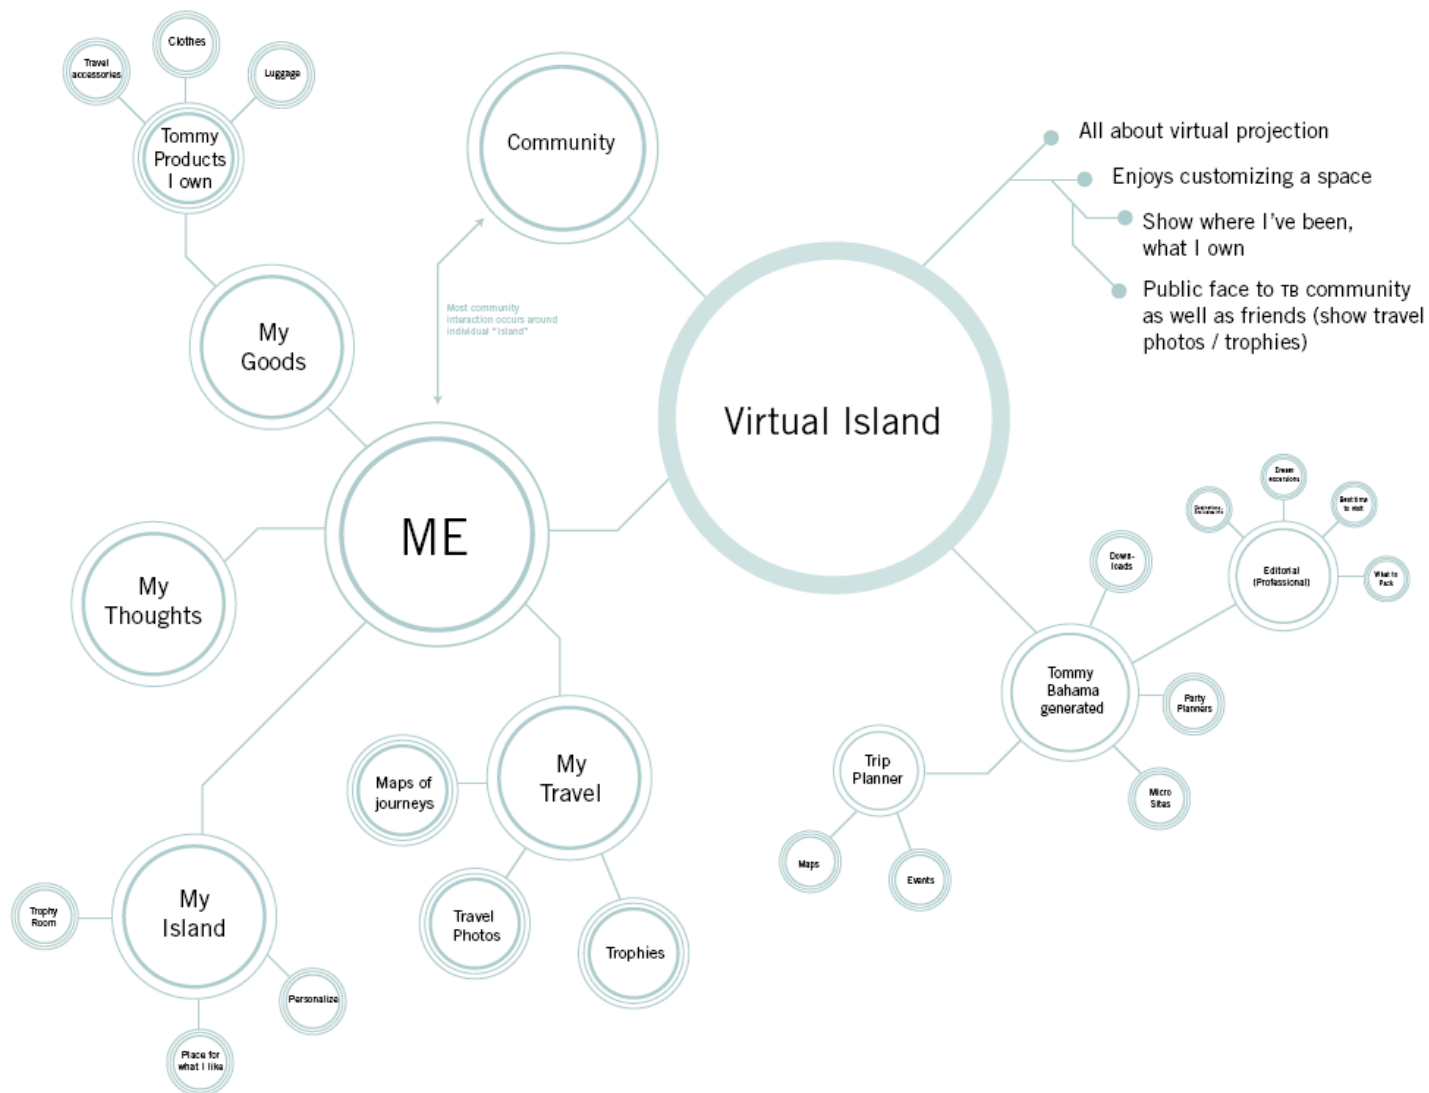 Travel
accessories
Clothes
Luggage
Tommy
Products
I own
Community
All about virtual projection
Enjoys customizing a space
Show where I've been,
what I own
Public face to TB community
as well as friends (show travel
photos / trophies)
Most community
interaction occurs around
individual "Island"
My
Goods
Virtual Island
ME
My
Thoughts
Dream
excursions
Best time
to visit
What to
Pack
Editorial
(Professional)
Down-
loads
Tommy
Bahama
generated
Party
Planners
Micro
Sites
Trip
Planner
Maps
Events
My
Travel
Maps of
journeys
Travel
Photos
Trophies
My
Island
Trophy
Room
Personalize
Place for
what I like